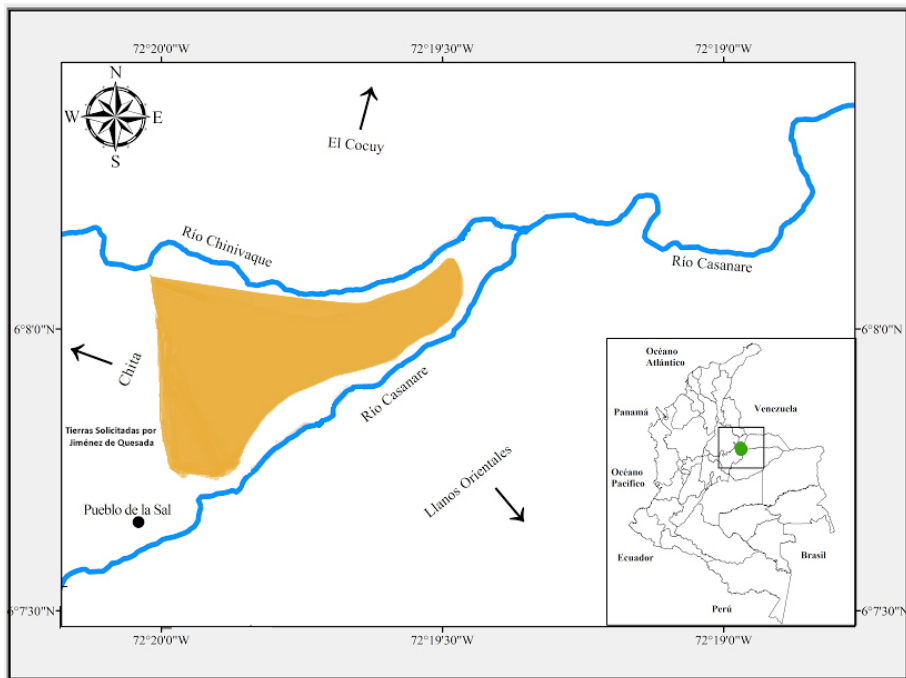 72°20'0"W
72°19'30"W
72°19'0"W
N
W
E
S
El Cocuy
Río Chinivaque
Río Casanare
6°8'0"N
6°8'0"N
Chita
Río Casanare
Tierras Solicitadas por
Jiménez de Quesada
Llanos Orientales
Pueblo de la Sal
Océano
Atlántico
Panamá
Venezuela
Océano
Pacífico
Ecuador
Brasil
Perú
6°7'30"N
6°7'30"N
72°20'0"W
72°19'30"W
72°19'0"W